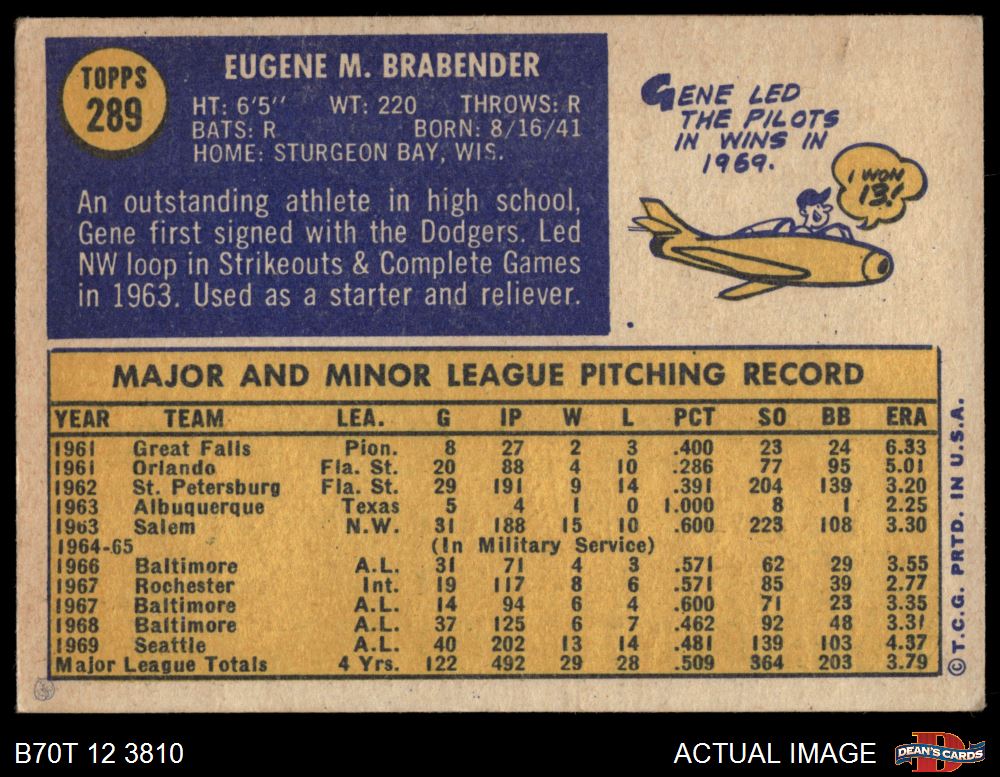 TOPPS
289
EUGENE M. BRABENDER
HT: 6'5" WT: 220 THROWS: R
BATS: R BORN: 8/16/41
HOME: STURGEON BAY, WIS.
An outstanding athlete in high school,
Gene first signed with the Dodgers. Led
NW loop in Strikeouts & Complete Games
in 1963. Used as a starter and reliever.
GENE LED
THE PILOTS
IN WINS IN
1969.
I WON
13!
MAJOR AND MINOR LEAGUE PITCHING RECORD
YEAR TEAM LEA. G IP W L PCT SO BB ERA
1961 Great Falls Pion. 8 27 2 3 .400 23 24 6.33
1961 Orlando Fla. St. 20 88 4 10 .286 77 95 5.01
1962 St. Petersburg Fla. St. 29 191 9 14 .391 204 139 3.20
1963 Albuquerque Texas 5 4 1 0 1.000 8 1 2.25
1963 Salem N.W. 31 188 15 10 .600 223 108 3.30
1964-65 (In Military Service)
1966 Baltimore A.L. 31 71 4 3 .571 62 29 3.55
1967 Rochester Int. 19 117 8 6 .571 85 39 2.77
1967 Baltimore A.L. 14 94 6 4 .600 71 23 3.35
1968 Baltimore A.L. 37 125 6 7 .462 92 48 3.31
1969 Seattle A.L. 40 202 13 14 .481 139 103 4.37
Major League Totals 4 Yrs. 122 492 29 28 .509 364 203 3.79
© T.C.G. PRTD. IN U.S.A.
B70T 12 3810
ACTUAL IMAGE
DEAN'S CARDS